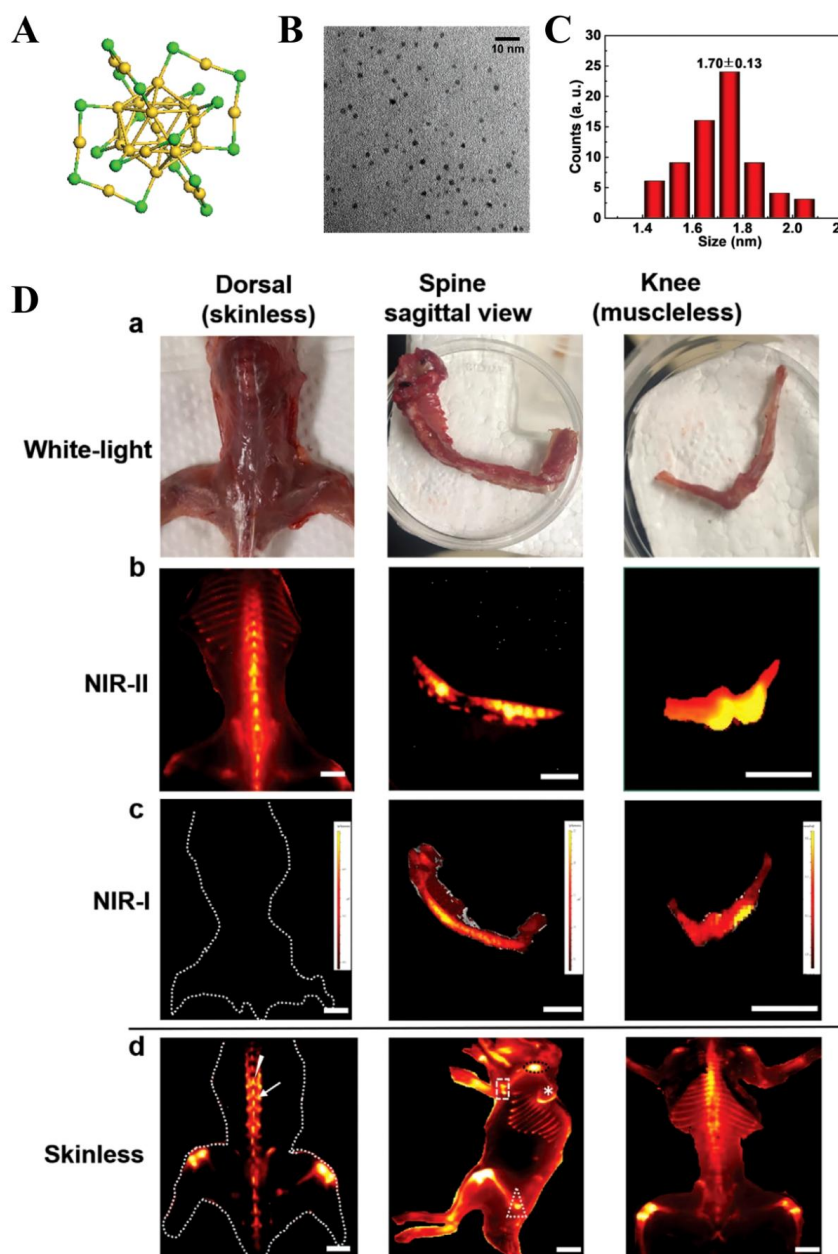 A
B
10 nm
C
30
25
20
15
10
5
0
Counts (a. u.)
1.70±0.13
1.4
1.6
1.8
2.0
Size (nm)
D
Dorsal
(skinless)
Spine
sagittal view
Knee
(muscleless)
a
White-light
b
NIR-II
c
NIR-I
d
Skinless
*